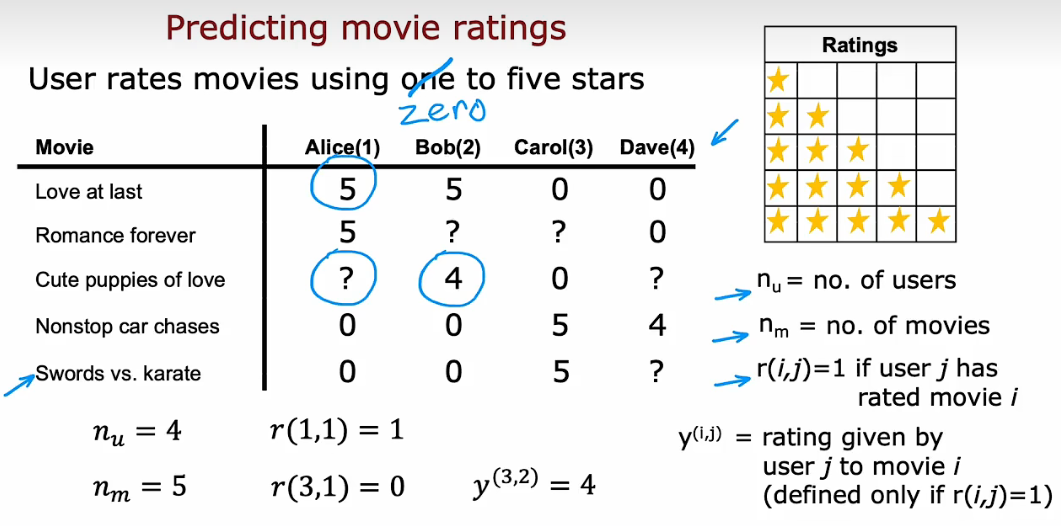 Predicting movie ratings
User rates movies using one to five stars
zero
Ratings
Movie Alice(1) Bob(2) Carol(3) Dave(4)
Love at last 5 5 0 0
Romance forever 5 ? ? 0
Cute puppies of love ? 4 0 ?
Nonstop car chases 0 0 5 4
Swords vs. karate 0 0 5 ?
nᵤ = no. of users
nₘ = no. of movies
r(i,j)=1 if user j has
rated movie i
y⁽ⁱ,ʲ⁾ = rating given by
user j to movie i
(defined only if r(i,j)=1)
nᵤ = 4 r(1,1) = 1
nₘ = 5 r(3,1) = 0 y⁽³,²⁾ = 4